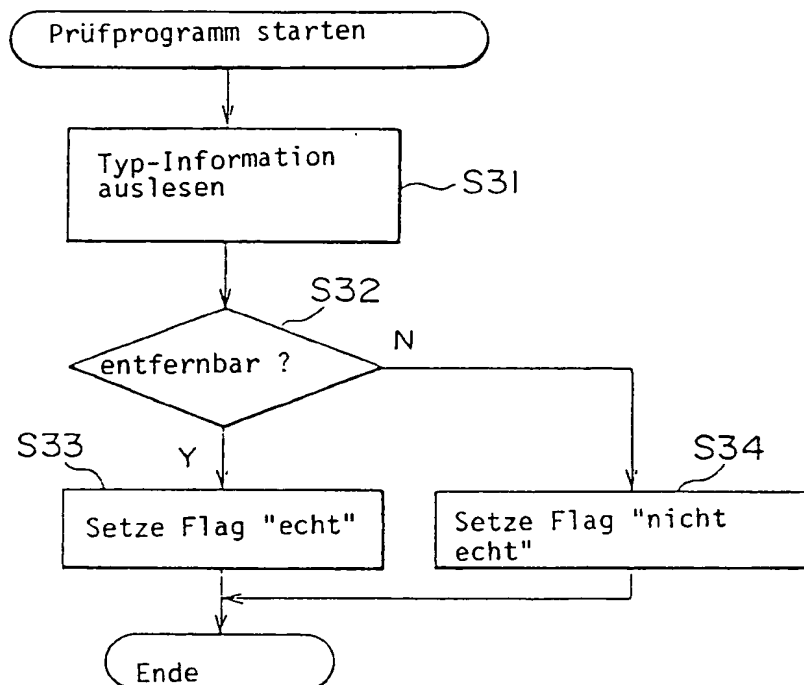 Prüfprogramm starten
Typ-Information
auslesen
S31
S32
entfernbar ?
N
Y
S33
S34
Setze Flag "echt"
Setze Flag "nicht
echt"
Ende